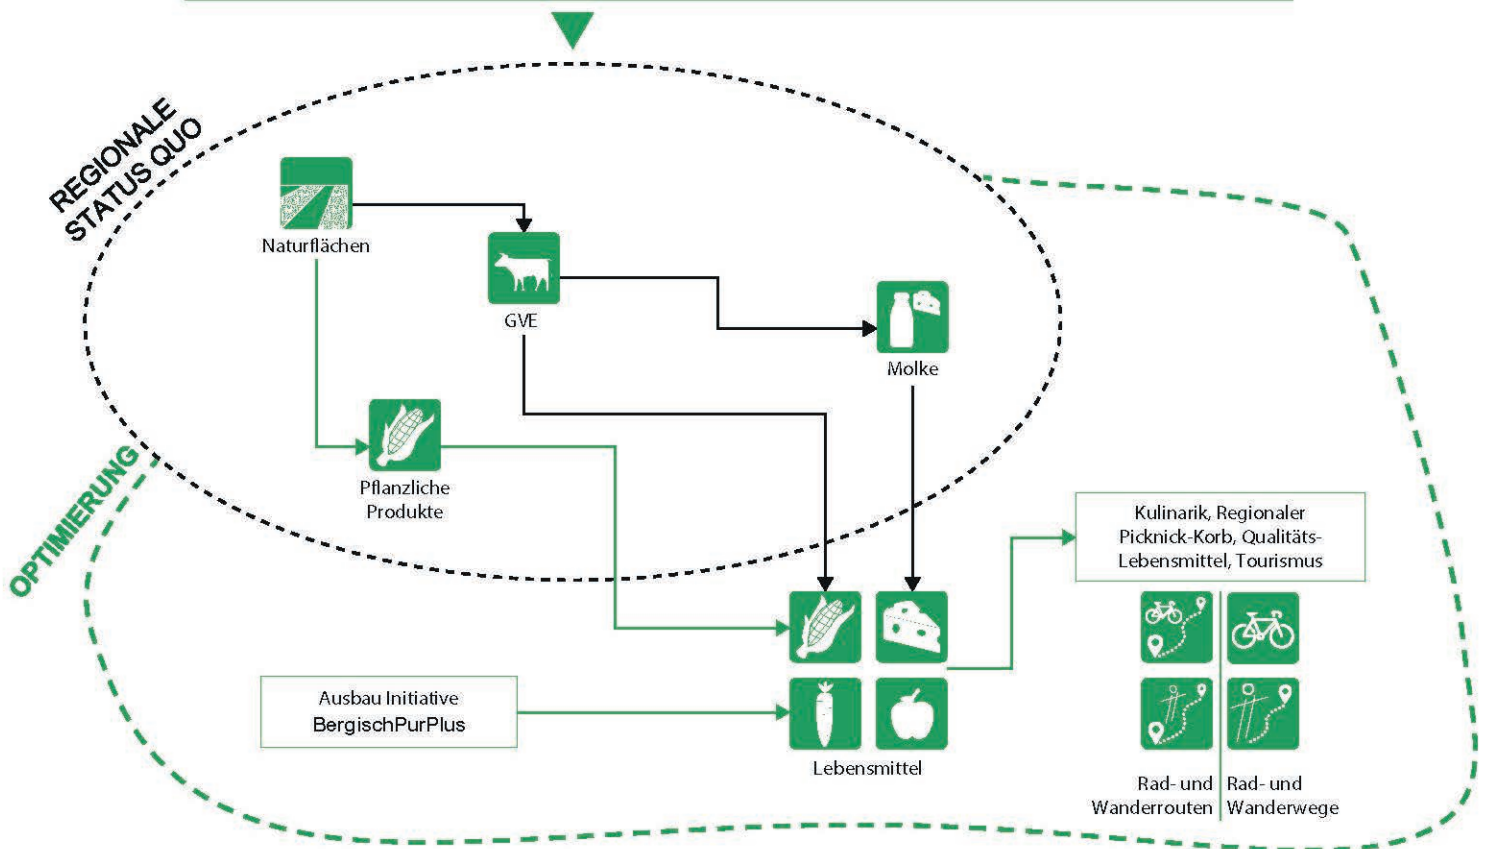 REGIONALE
STATUS QUO
Naturflächen
GVE
Molke
Pflanzliche
Produkte
OPTIMIERUNG
Kulinarik, Regionaler
Picknick-Korb, Qualitäts-
Lebensmittel, Tourismus
Ausbau Initiative
BergischPurPlus
Lebensmittel
Rad- und
Wanderrouten
Rad- und
Wanderwege